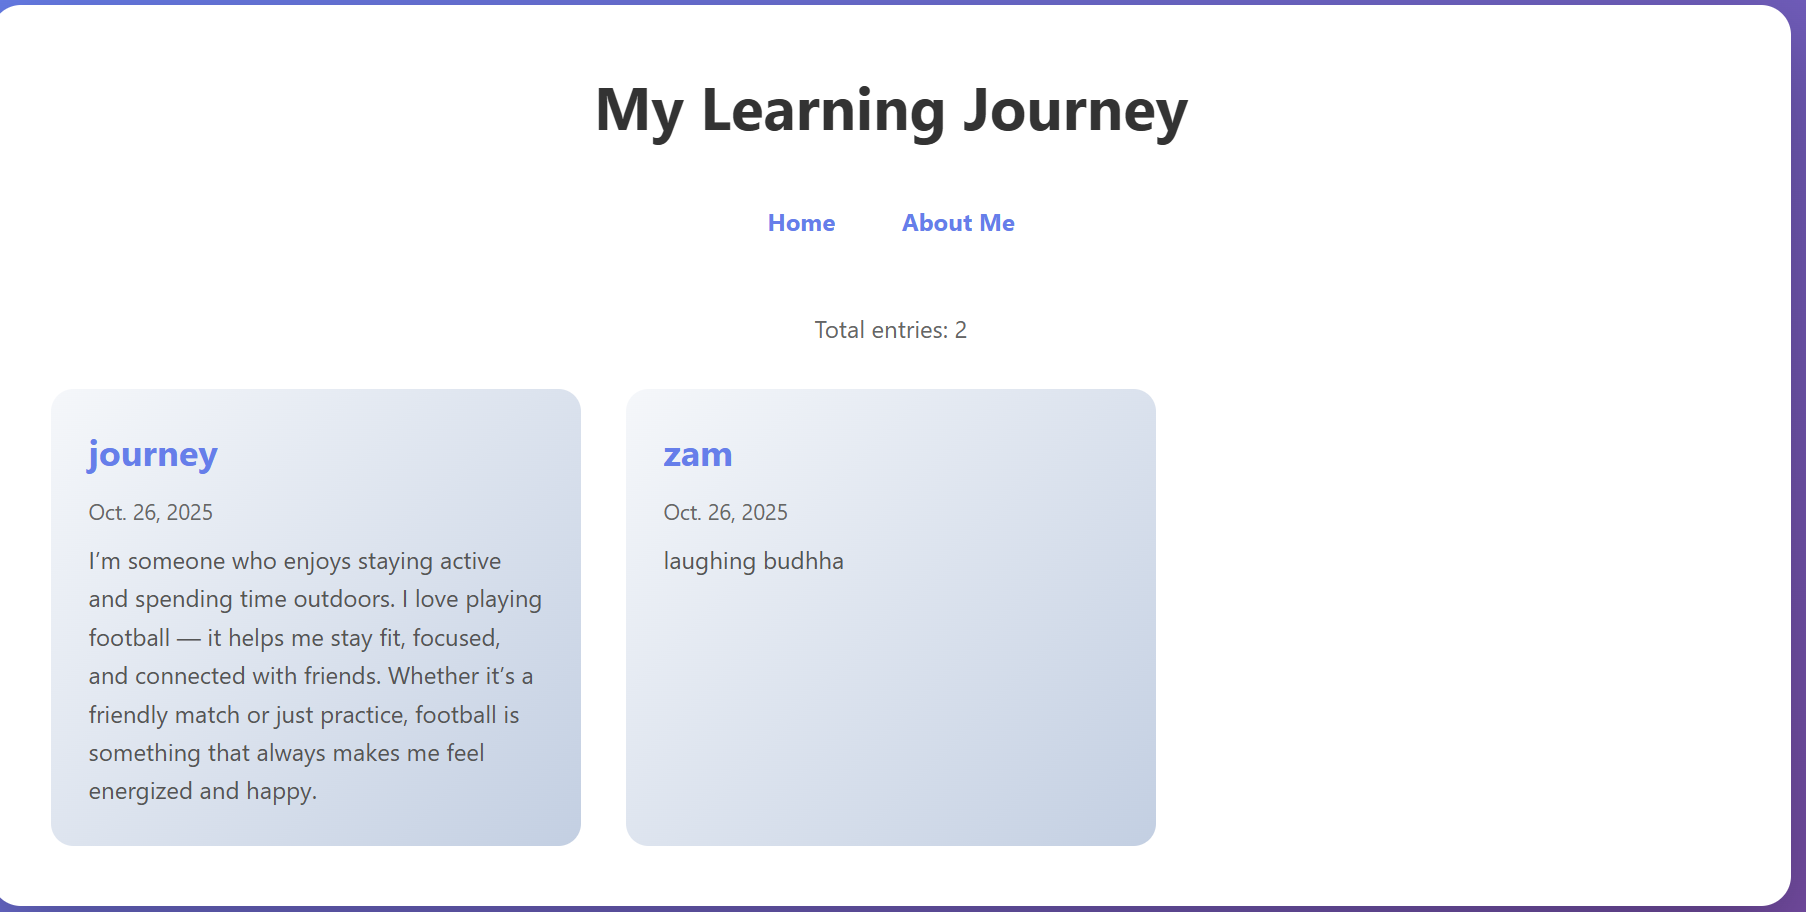 My Learning Journey
Home About Me
Total entries: 2
journey
Oct. 26, 2025
I’m someone who enjoys staying active
and spending time outdoors. I love playing
football — it helps me stay fit, focused,
and connected with friends. Whether it’s a
friendly match or just practice, football is
something that always makes me feel
energized and happy.
zam
Oct. 26, 2025
laughing budhha